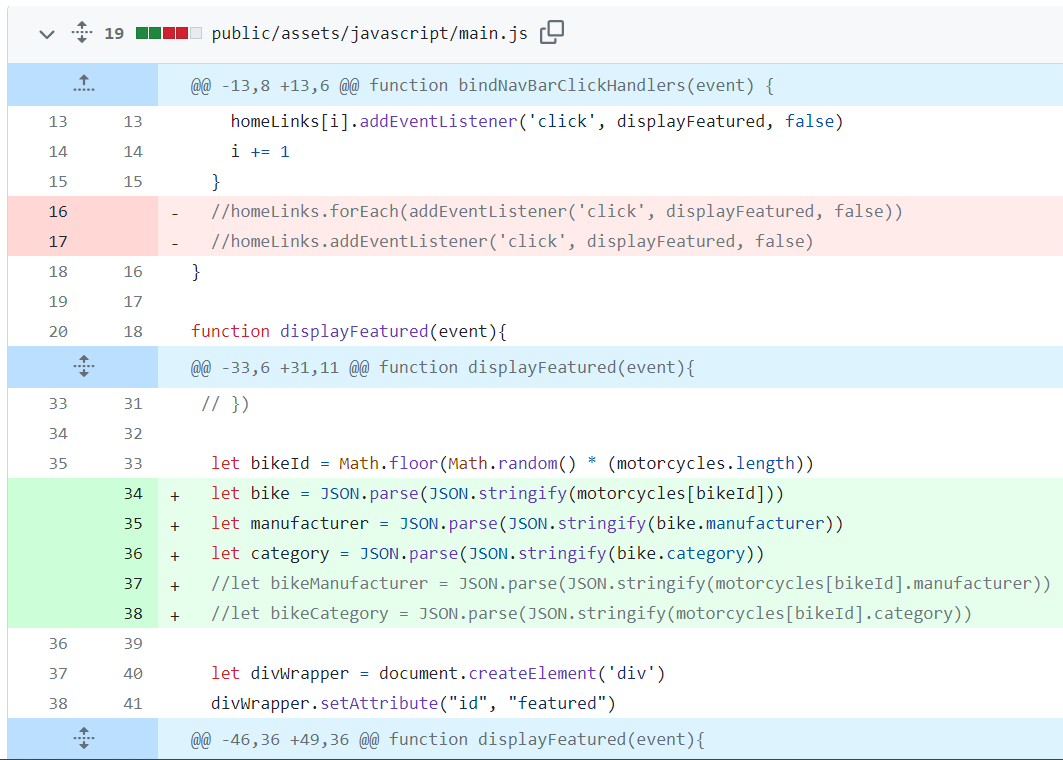 19 public/assets/javascript/main.js
@@ -13,8 +13,6 @@ function bindNavBarClickHandlers(event) {
13 13 homeLinks[i].addEventListener('click', displayFeatured, false)
14 14 i += 1
15 15 }
16 - //homeLinks.forEach(addEventListener('click', displayFeatured, false))
17 - //homeLinks.addEventListener('click', displayFeatured, false)
18 16 }
19 17
20 18 function displayFeatured(event){
@@ -33,6 +31,11 @@ function displayFeatured(event){
33 31 // })
34 32
35 33 let bikeId = Math.floor(Math.random() * (motorcycles.length))
34 + let bike = JSON.parse(JSON.stringify(motorcycles[bikeId]))
35 + let manufacturer = JSON.parse(JSON.stringify(bike.manufacturer))
36 + let category = JSON.parse(JSON.stringify(bike.category))
37 + //let bikeManufacturer = JSON.parse(JSON.stringify(motorcycles[bikeId].manufacturer))
38 + //let bikeCategory = JSON.parse(JSON.stringify(motorcycles[bikeId].category))
36 39
37 40 let divWrapper = document.createElement('div')
38 41 divWrapper.setAttribute("id", "featured")
@@ -46,36 +49,36 @@ function displayFeatured(event){